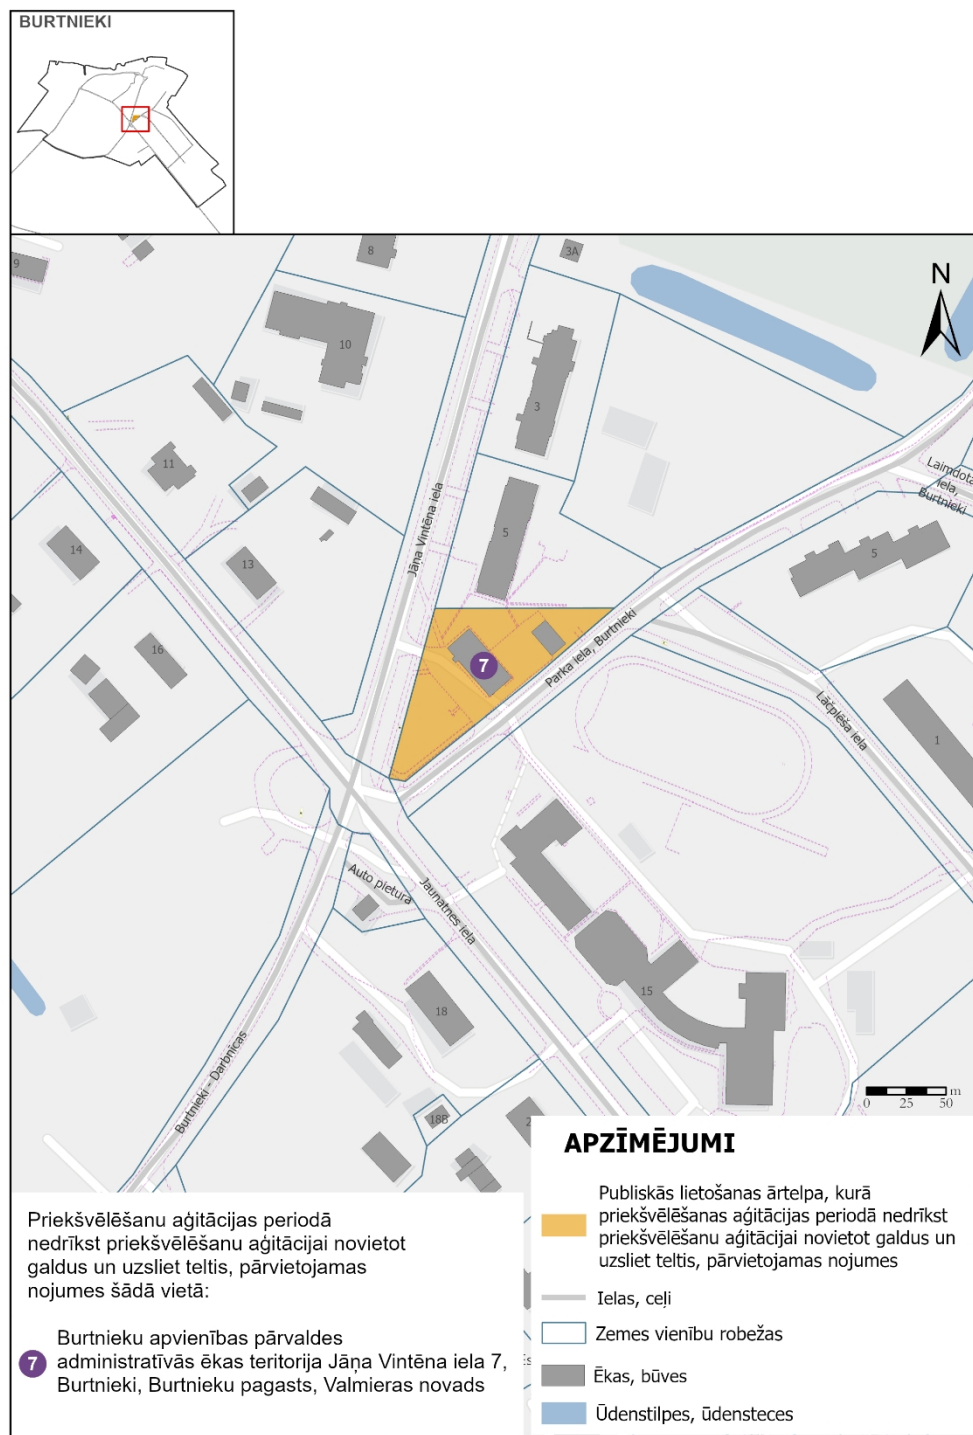 BURTNIEKI
8
3A
9
N
10
3
11
Laimdota
iela,
Burtnieki
Jāņa Vintēna iela
14
5
5
13
16
7
Parka iela, Burtnieki
Lāčplēša iela
1
Auto pietura
Jaunatnes iela
15
18
Burtnieki - Darbnīcas
0 25 50 m
18B
2
APZĪMĒJUMI
Publiskās lietošanas ārtelpa, kurā
priekšvēlēšanas aģitācijas periodā nedrīkst
priekšvēlēšanu aģitācijai novietot galdus un
uzsliet teltis, pārvietojamas nojumes
Ielas, ceļi
Zemes vienību robežas
Ēkas, būves
Ūdenstilpes, ūdensteces
Priekšvēlēšanu aģitācijas periodā
nedrīkst priekšvēlēšanu aģitācijai novietot
galdus un uzsliet teltis, pārvietojamas
nojumes šādā vietā:
Burtnieku apvienības pārvaldes
7 administratīvās ēkas teritorija Jāņa Vintēna iela 7,
Burtnieki, Burtnieku pagasts, Valmieras novads